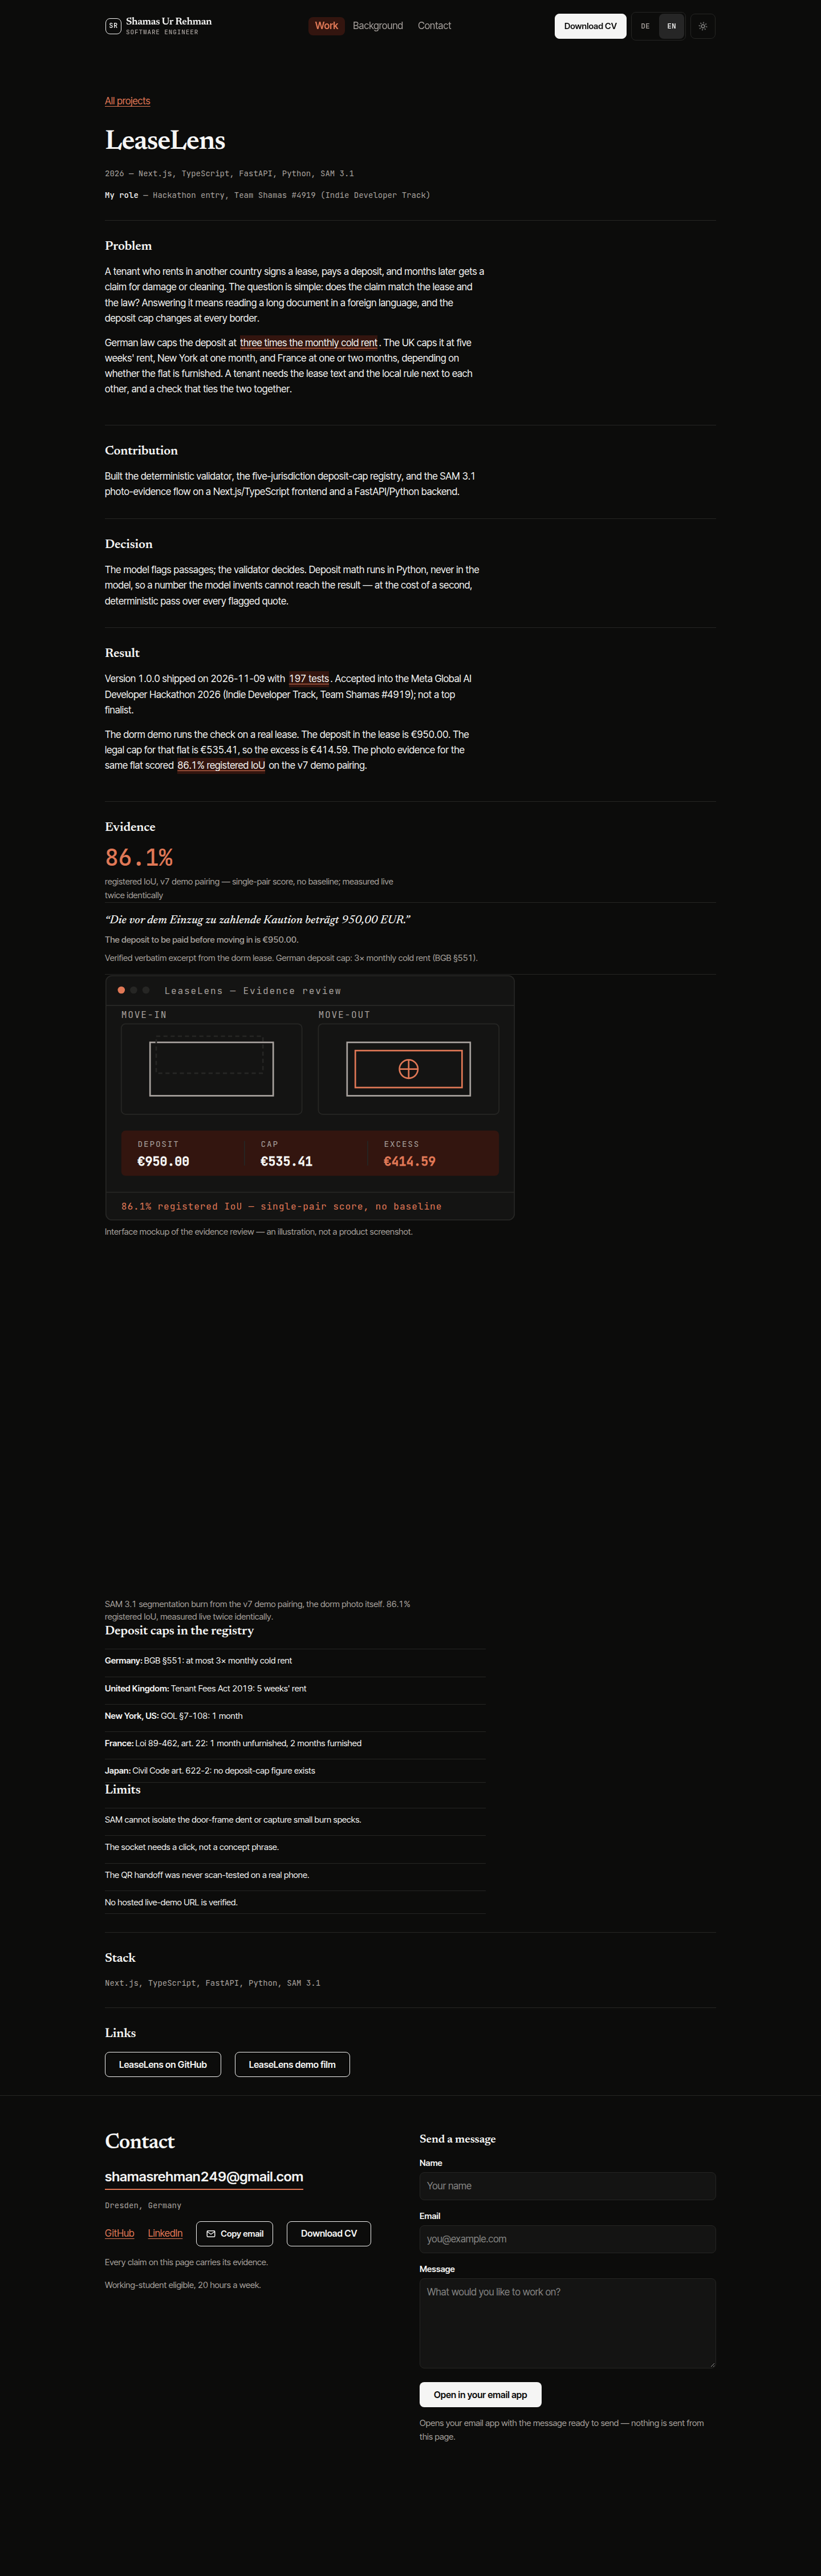 SR
Shamas Ur Rehman
SOFTWARE ENGINEER
Work
Background
Contact
Download CV
DE
EN
All projects
LeaseLens
2026 — Next.js, TypeScript, FastAPI, Python, SAM 3.1
My role — Hackathon entry, Team Shamas #4919 (Indie Developer Track)
Problem
A tenant who rents in another country signs a lease, pays a deposit, and months later gets a
claim for damage or cleaning. The question is simple: does the claim match the lease and
the law? Answering it means reading a long document in a foreign language, and the
deposit cap changes at every border.
German law caps the deposit at three times the monthly cold rent. The UK caps it at five
weeks' rent, New York at one month, and France at one or two months, depending on
whether the flat is furnished. A tenant needs the lease text and the local rule next to each
other, and a check that ties the two together.
Contribution
Built the deterministic validator, the five-jurisdiction deposit-cap registry, and the SAM 3.1
photo-evidence flow on a Next.js/TypeScript frontend and a FastAPI/Python backend.
Decision
The model flags passages; the validator decides. Deposit math runs in Python, never in the
model, so a number the model invents cannot reach the result — at the cost of a second,
deterministic pass over every flagged quote.
Result
Version 1.0.0 shipped on 2026-11-09 with 197 tests. Accepted into the Meta Global AI
Developer Hackathon 2026 (Indie Developer Track, Team Shamas #4919); not a top
finalist.
The dorm demo runs the check on a real lease. The deposit in the lease is €950.00. The
legal cap for that flat is €535.41, so the excess is €414.59. The photo evidence for the
same flat scored 86.1% registered IoU on the v7 demo pairing.
Evidence
86.1%
registered IoU, v7 demo pairing — single-pair score, no baseline; measured live
twice identically
“Die vor dem Einzug zu zahlende Kaution beträgt 950,00 EUR.”
The deposit to be paid before moving in is €950.00.
Verified verbatim excerpt from the dorm lease. German deposit cap: 3× monthly cold rent (BGB §551).
LeaseLens — Evidence review
MOVE-IN
MOVE-OUT
DEPOSIT
CAP
EXCESS
€950.00
€535.41
€414.59
86.1% registered IoU — single-pair score, no baseline
Interface mockup of the evidence review — an illustration, not a product screenshot.
SAM 3.1 segmentation burn from the v7 demo pairing, the dorm photo itself. 86.1%
registered IoU, measured live twice identically.
Deposit caps in the registry
Germany: BGB §551: at most 3× monthly cold rent
United Kingdom: Tenant Fees Act 2019: 5 weeks' rent
New York, US: GOL §7-108: 1 month
France: Loi 89-462, art. 22: 1 month unfurnished, 2 months furnished
Japan: Civil Code art. 622-2: no deposit-cap figure exists
Limits
SAM cannot isolate the door-frame dent or capture small burn specks.
The socket needs a click, not a concept phrase.
The QR handoff was never scan-tested on a real phone.
No hosted live-demo URL is verified.
Stack
Next.js, TypeScript, FastAPI, Python, SAM 3.1
Links
LeaseLens on GitHub
LeaseLens demo film
Contact
shamasrehman249@gmail.com
Dresden, Germany
GitHub
LinkedIn
Copy email
Download CV
Every claim on this page carries its evidence.
Working-student eligible, 20 hours a week.
Send a message
Name
Your name
Email
you@example.com
Message
What would you like to work on?
Open in your email app
Opens your email app with the message ready to send — nothing is sent from
this page.